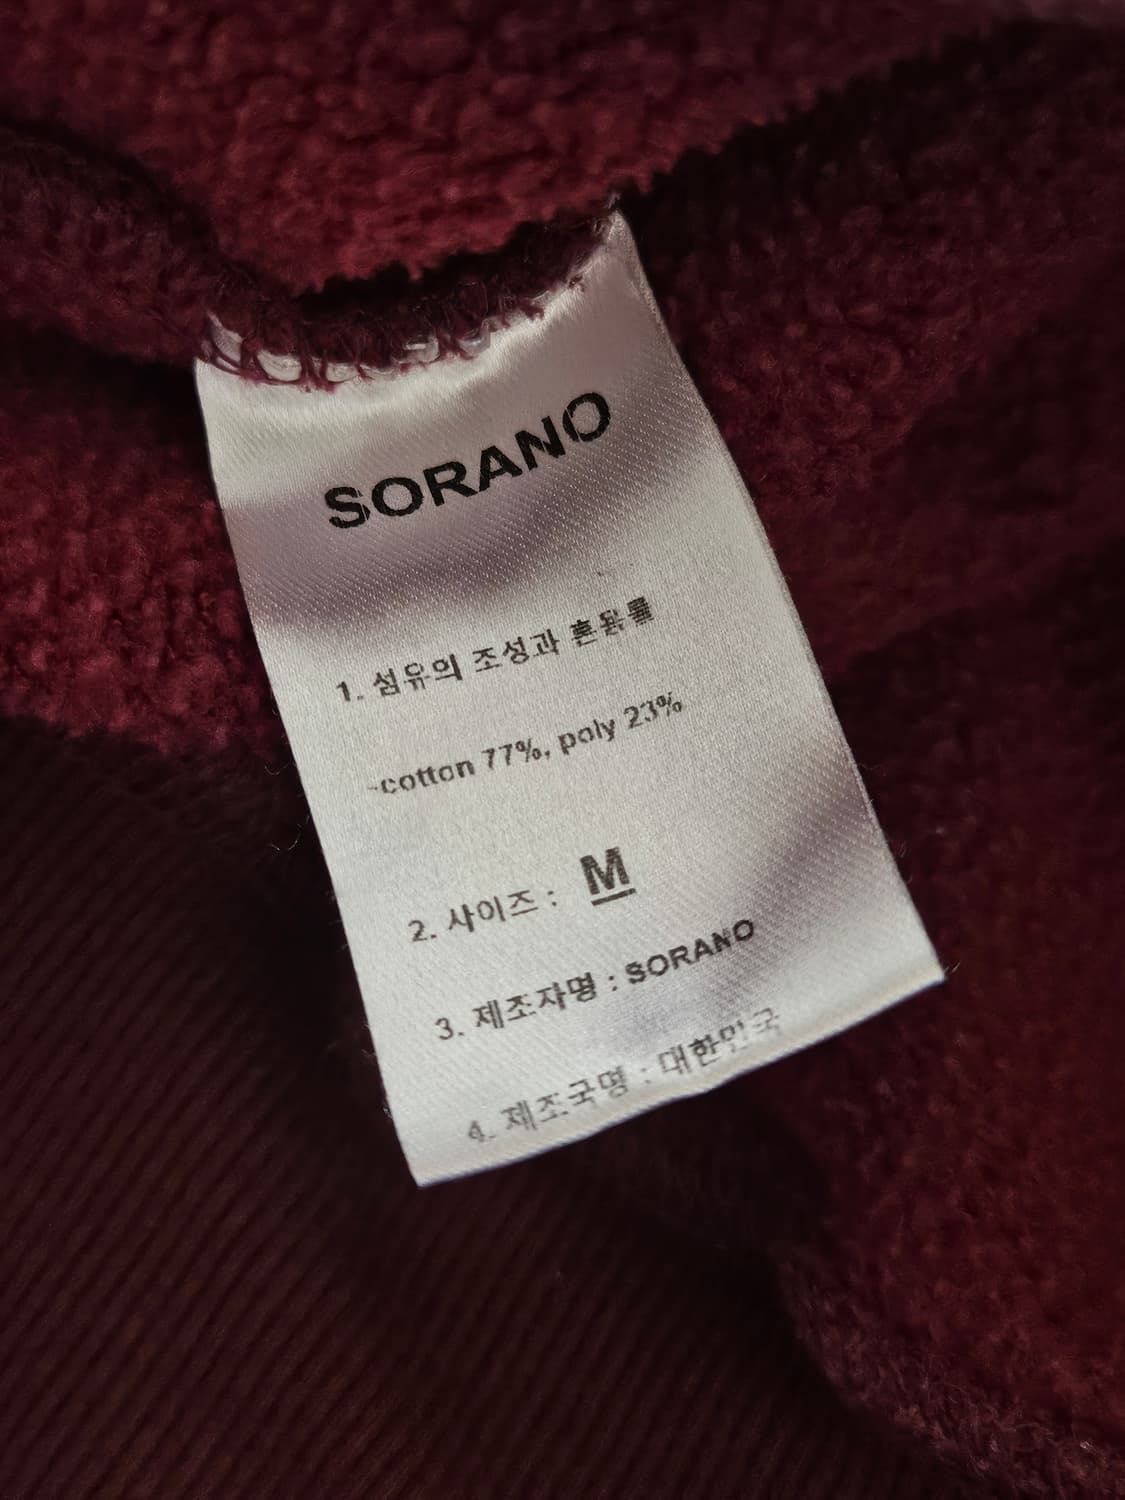 SORANO
1. 섬유의 조성과 혼용률
-cotton 77%, poly 23%
2. 사이즈 : M
3. 제조자명 : SORANO
4. 제조국명 : 대한민국